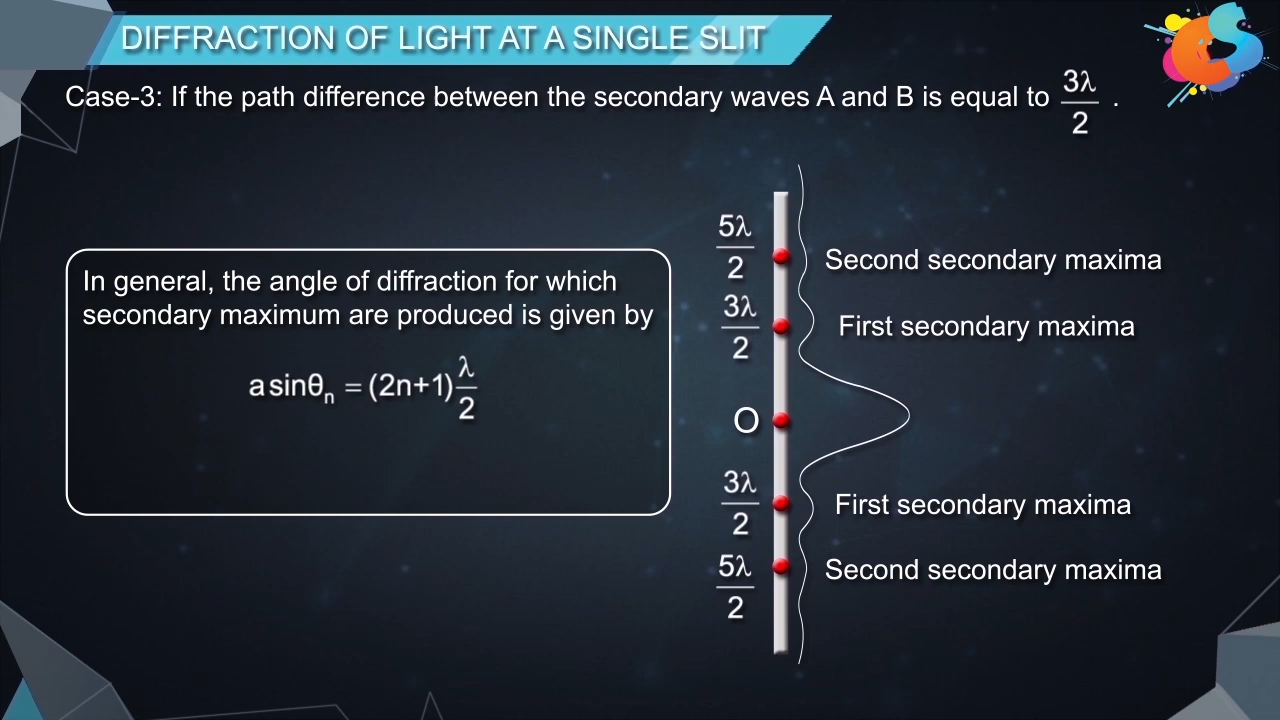 DIFFRACTION OF LIGHT AT A SINGLE SLIT
Case-3: If the path difference between the secondary waves A and B is equal to 3λ/2 .
In general, the angle of diffraction for which
secondary maximum are produced is given by
a sinθₙ = (2n+1) λ/2
5λ/2 Second secondary maxima
3λ/2 First secondary maxima
O
3λ/2 First secondary maxima
5λ/2 Second secondary maxima